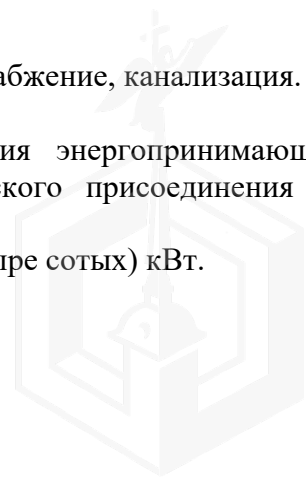 абжение, канализация.
ия энергопринимающ
ского присоединения
ыре сотых) кВт.